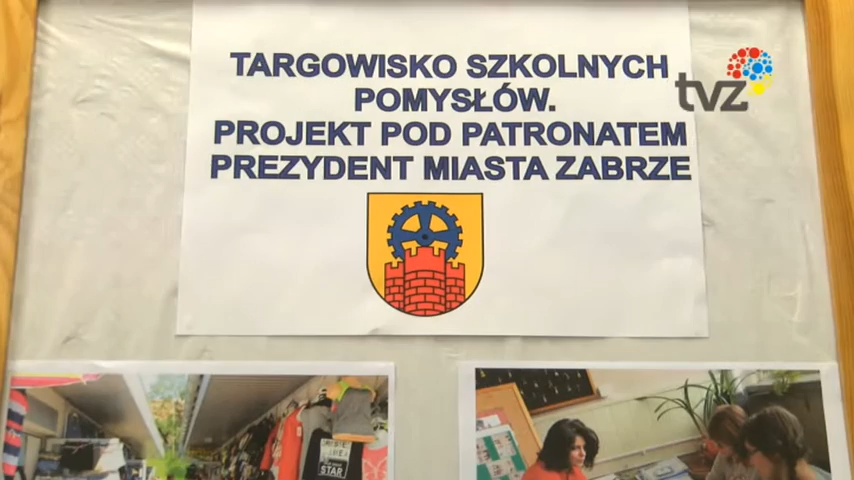 TARGOWISKO SZKOLNYCH
POMYSŁÓW.
PROJEKT POD PATRONATEM
PREZYDENT MIASTA ZABRZE
tvz
STAR